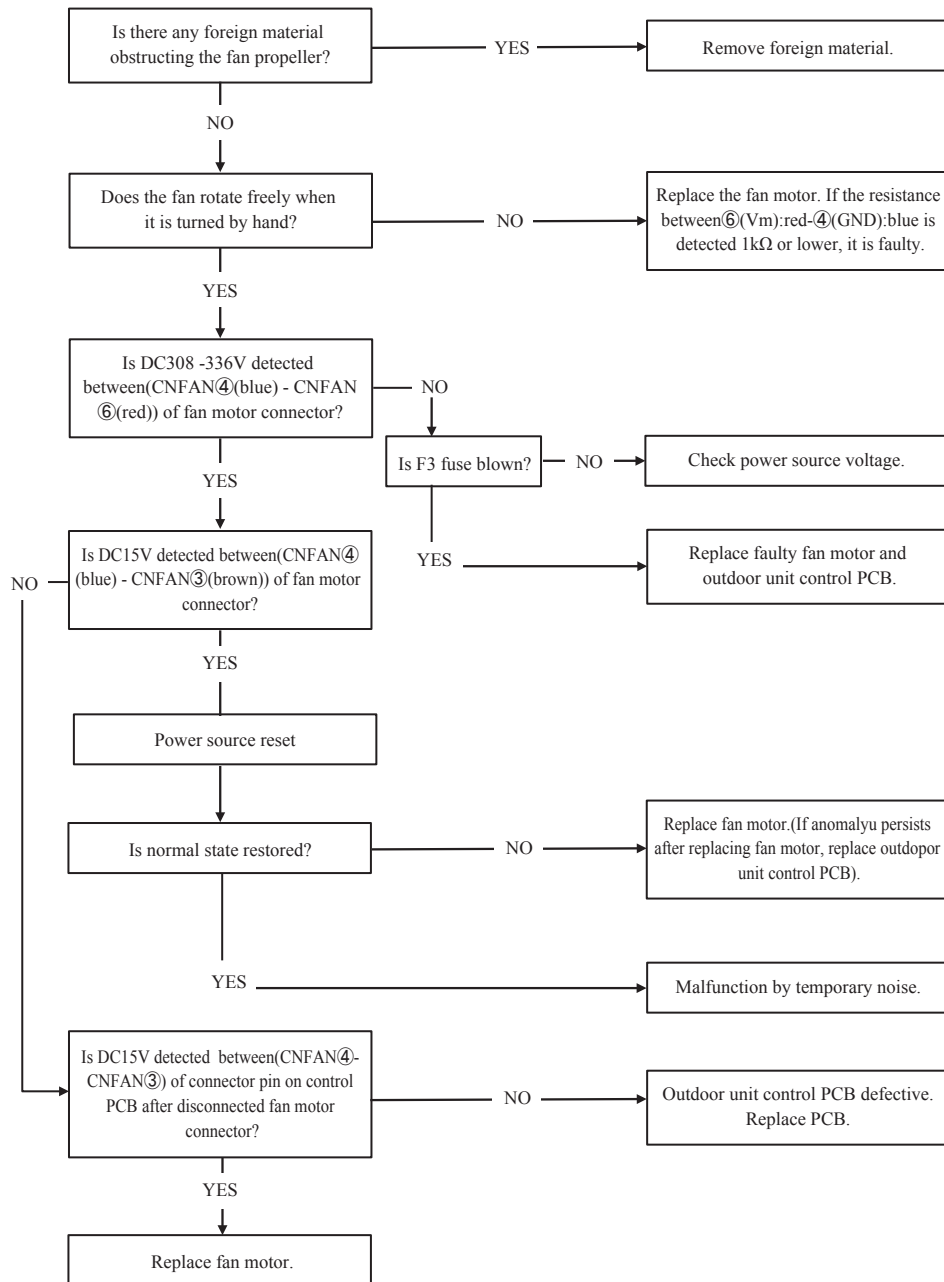 Is there any foreign material
obstructing the fan propeller?
YES
Remove foreign material.
NO
Does the fan rotate freely when
it is turned by hand?
NO
Replace the fan motor. If the resistance
between⑥(Vm):red-④(GND):blue is
detected 1kΩ or lower, it is faulty.
YES
Is DC308 -336V detected
between(CNFAN④(blue) - CNFAN
⑥(red)) of fan motor connector?
NO
Is F3 fuse blown?
NO
Check power source voltage.
YES
YES
Replace faulty fan motor and
outdoor unit control PCB.
Is DC15V detected between(CNFAN④
(blue) - CNFAN③(brown)) of fan motor
connector?
NO
YES
Power source reset
Is normal state restored?
NO
Replace fan motor.(If anomalyu persists
after replacing fan motor, replace outdopor
unit control PCB).
YES
Malfunction by temporary noise.
Is DC15V detected  between(CNFAN④-
CNFAN③) of connector pin on control
PCB after disconnected fan motor
connector?
NO
Outdoor unit control PCB defective.
Replace PCB.
YES
Replace fan motor.